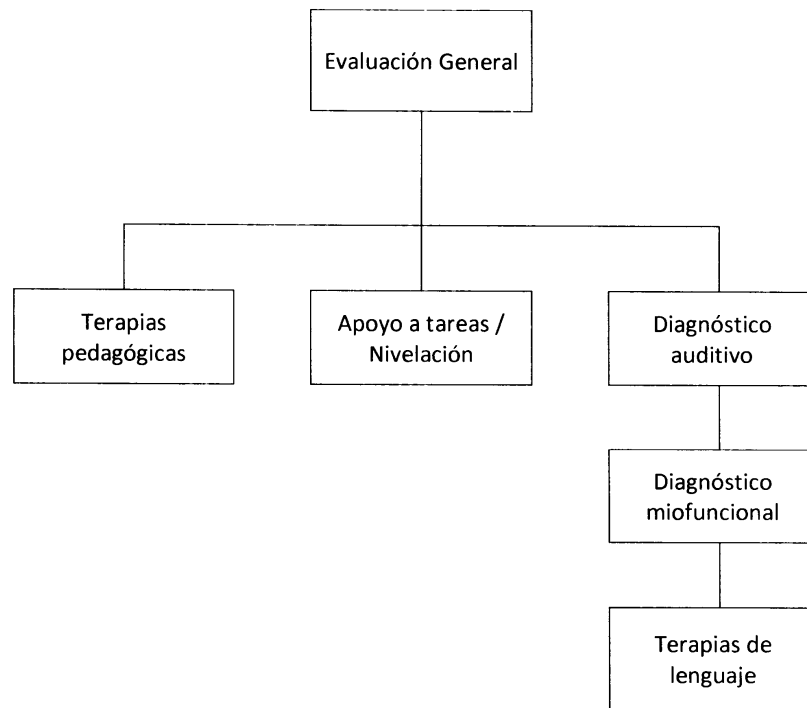 Evaluación General
Terapias
pedagógicas
Apoyo a tareas /
Nivelación
Diagnóstico
auditivo
Diagnóstico
miofuncional
Terapias de
lenguaje